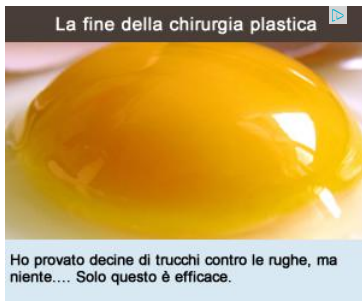 La fine della chirurgia plastica
Ho provato decine di trucchi contro le rughe, ma
niente.... Solo questo è efficace.